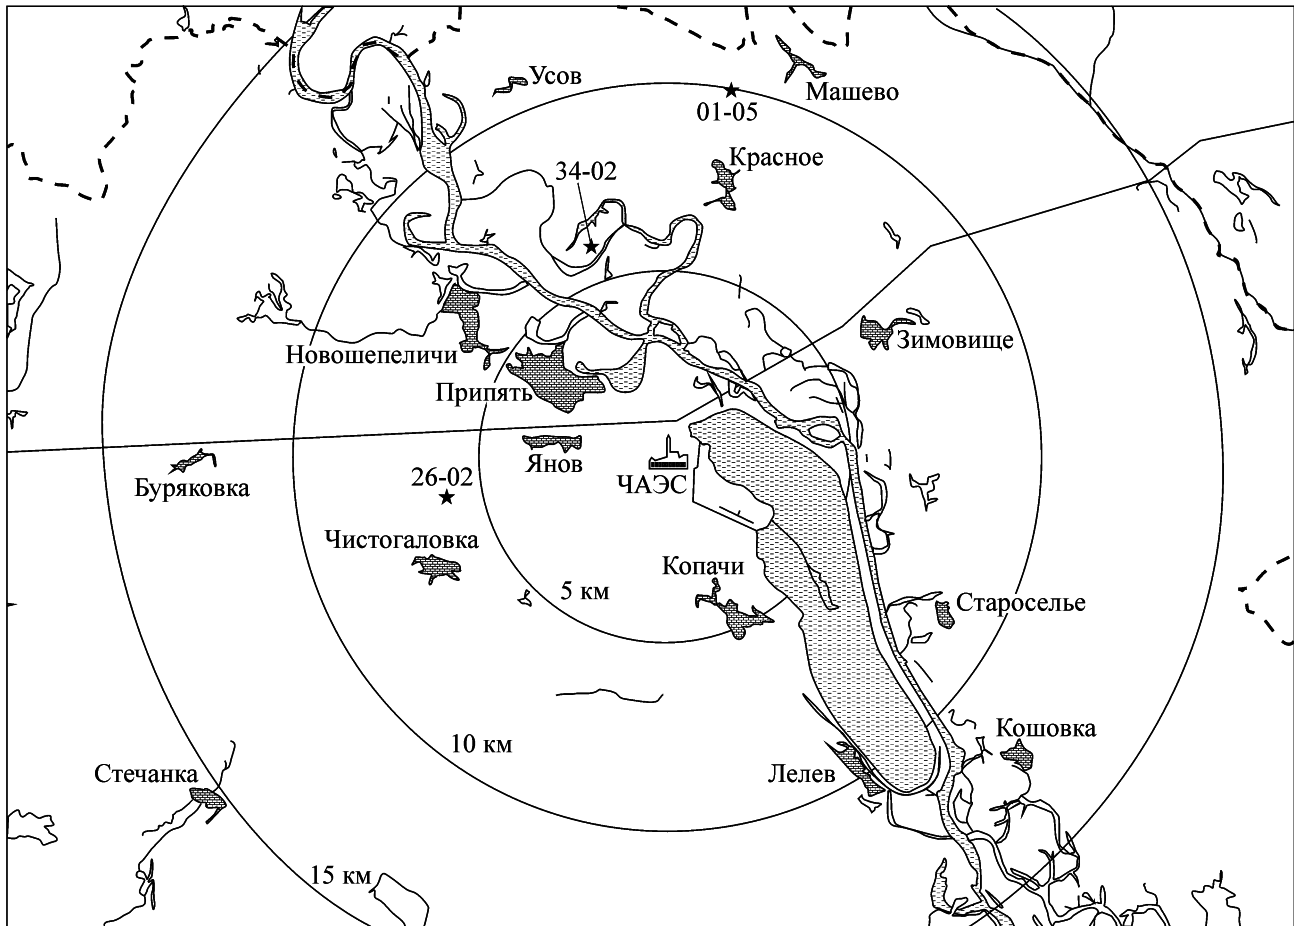 Усов
Машево
01-05
Красное
34-02
Зимовище
Новошепеличи
Припять
Янов
ЧАЭС
26-02
Буряковка
Чистогаловка
Копачи
5 км
Староселье
Кошовка
10 км
Лелев
Стечанка
15 км